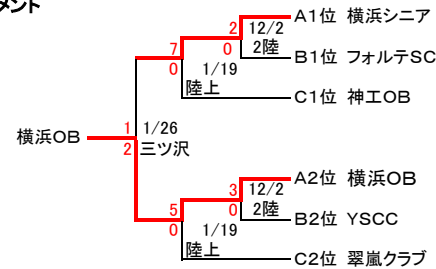 メント
A1位 横浜シニア
2 12/2
0 2陸
B1位 フォルテSC
7
0 1/19
陸上
C1位 神工OB
横浜OB
1 1/26
2 三ツ沢
A2位 横浜OB
3 12/2
0 2陸
B2位 YSCC
5
0 1/19
陸上
C2位 翠嵐クラブ